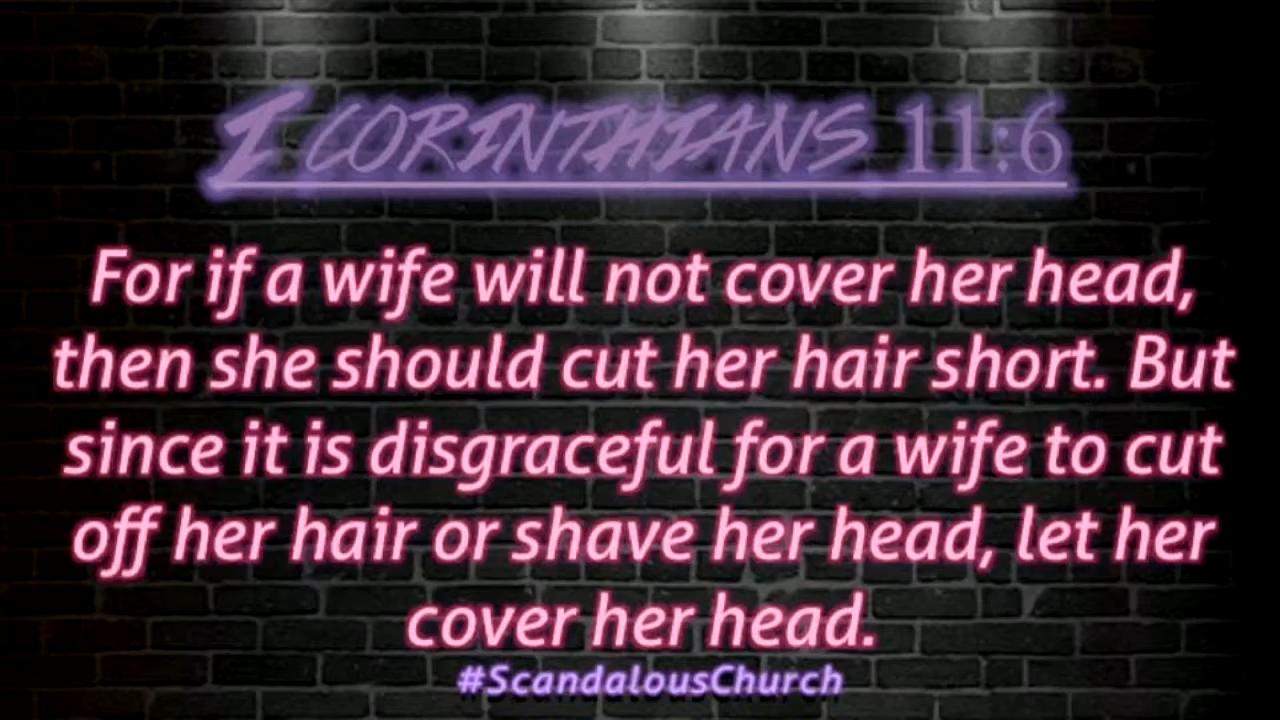 I CORINTHIANS 11:6
For if a wife will not cover her head,
then she should cut her hair short. But
since it is disgraceful for a wife to cut
off her hair or shave her head, let her
cover her head.
#ScandalousChurch